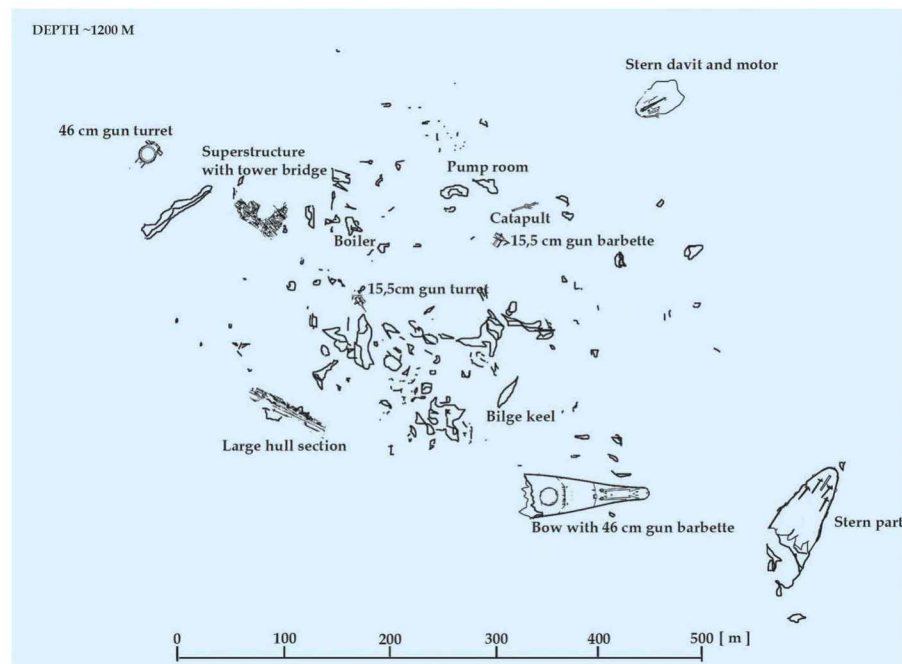 DEPTH ~1200 M
Stern davit and motor
46 cm gun turret
Superstructure
with tower bridge
Pump room
Catapult
Boiler
15,5 cm gun barbette
15,5cm gun turret
Bilge keel
Large hull section
Bow with 46 cm gun barbette
Stern part
0 100 200 300 400 500 [ m ]